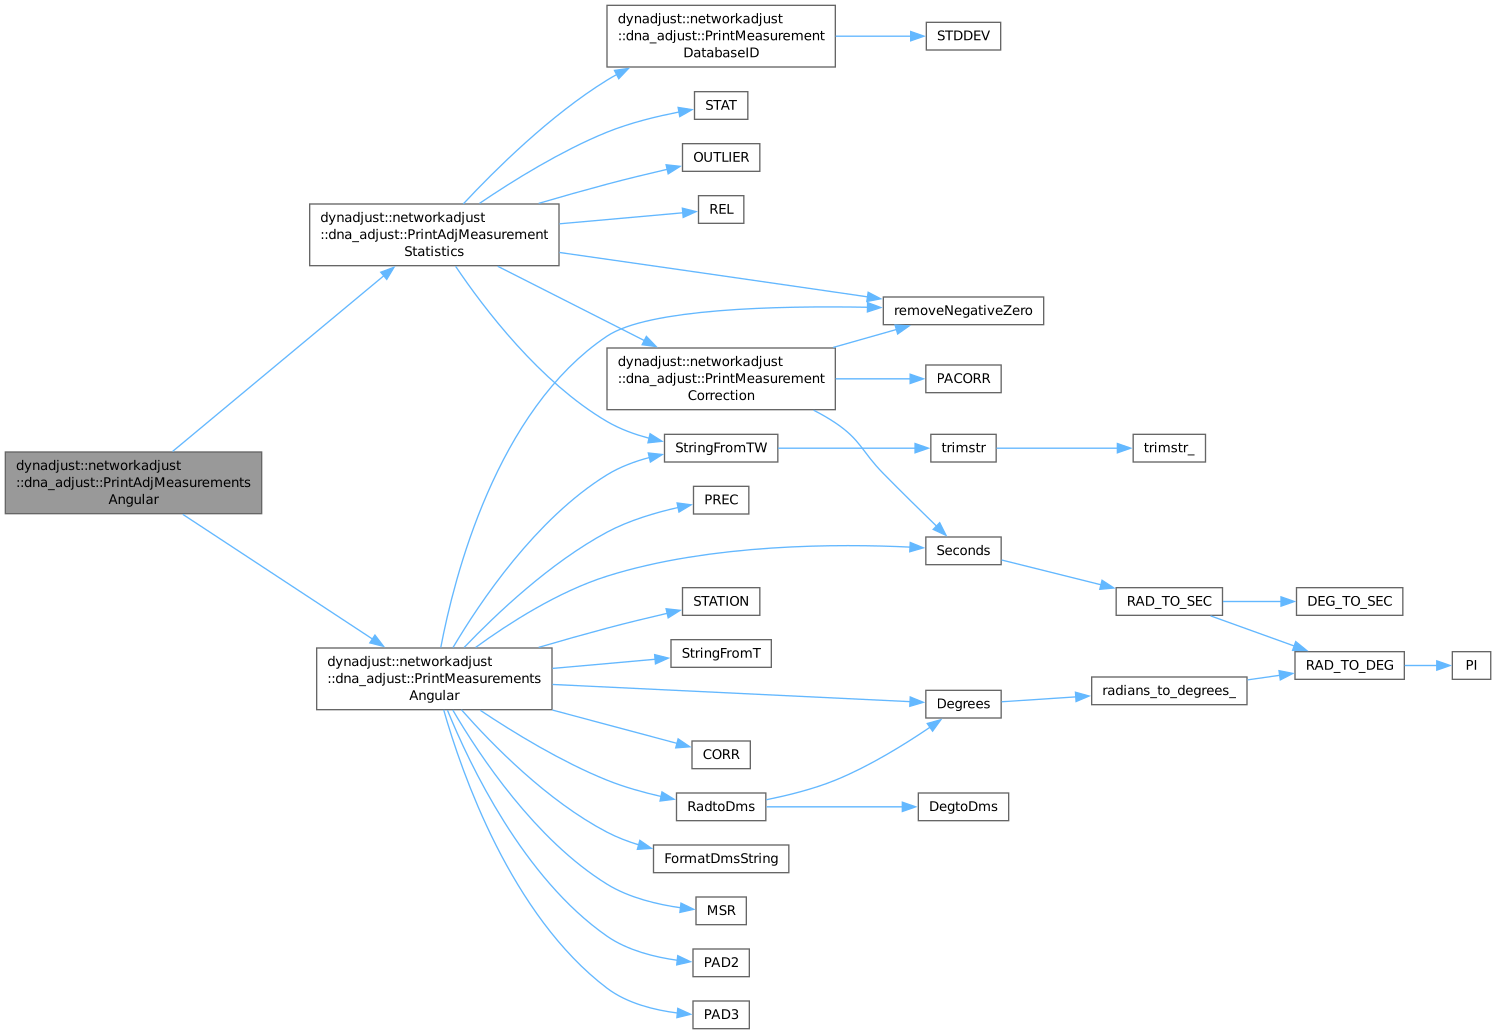 dynadjust::networkadjust
::dna_adjust::PrintMeasurement
DatabaseID
STDDEV
STAT
OUTLIER
REL
dynadjust::networkadjust
::dna_adjust::PrintAdjMeasurement
Statistics
removeNegativeZero
dynadjust::networkadjust
::dna_adjust::PrintMeasurement
Correction
PACORR
StringFromTW
trimstr
trimstr_
dynadjust::networkadjust
::dna_adjust::PrintAdjMeasurements
Angular
PREC
Seconds
STATION
RAD_TO_SEC
DEG_TO_SEC
StringFromT
RAD_TO_DEG
PI
dynadjust::networkadjust
::dna_adjust::PrintMeasurements
Angular
radians_to_degrees_
Degrees
CORR
RadtoDms
DegtoDms
FormatDmsString
MSR
PAD2
PAD3